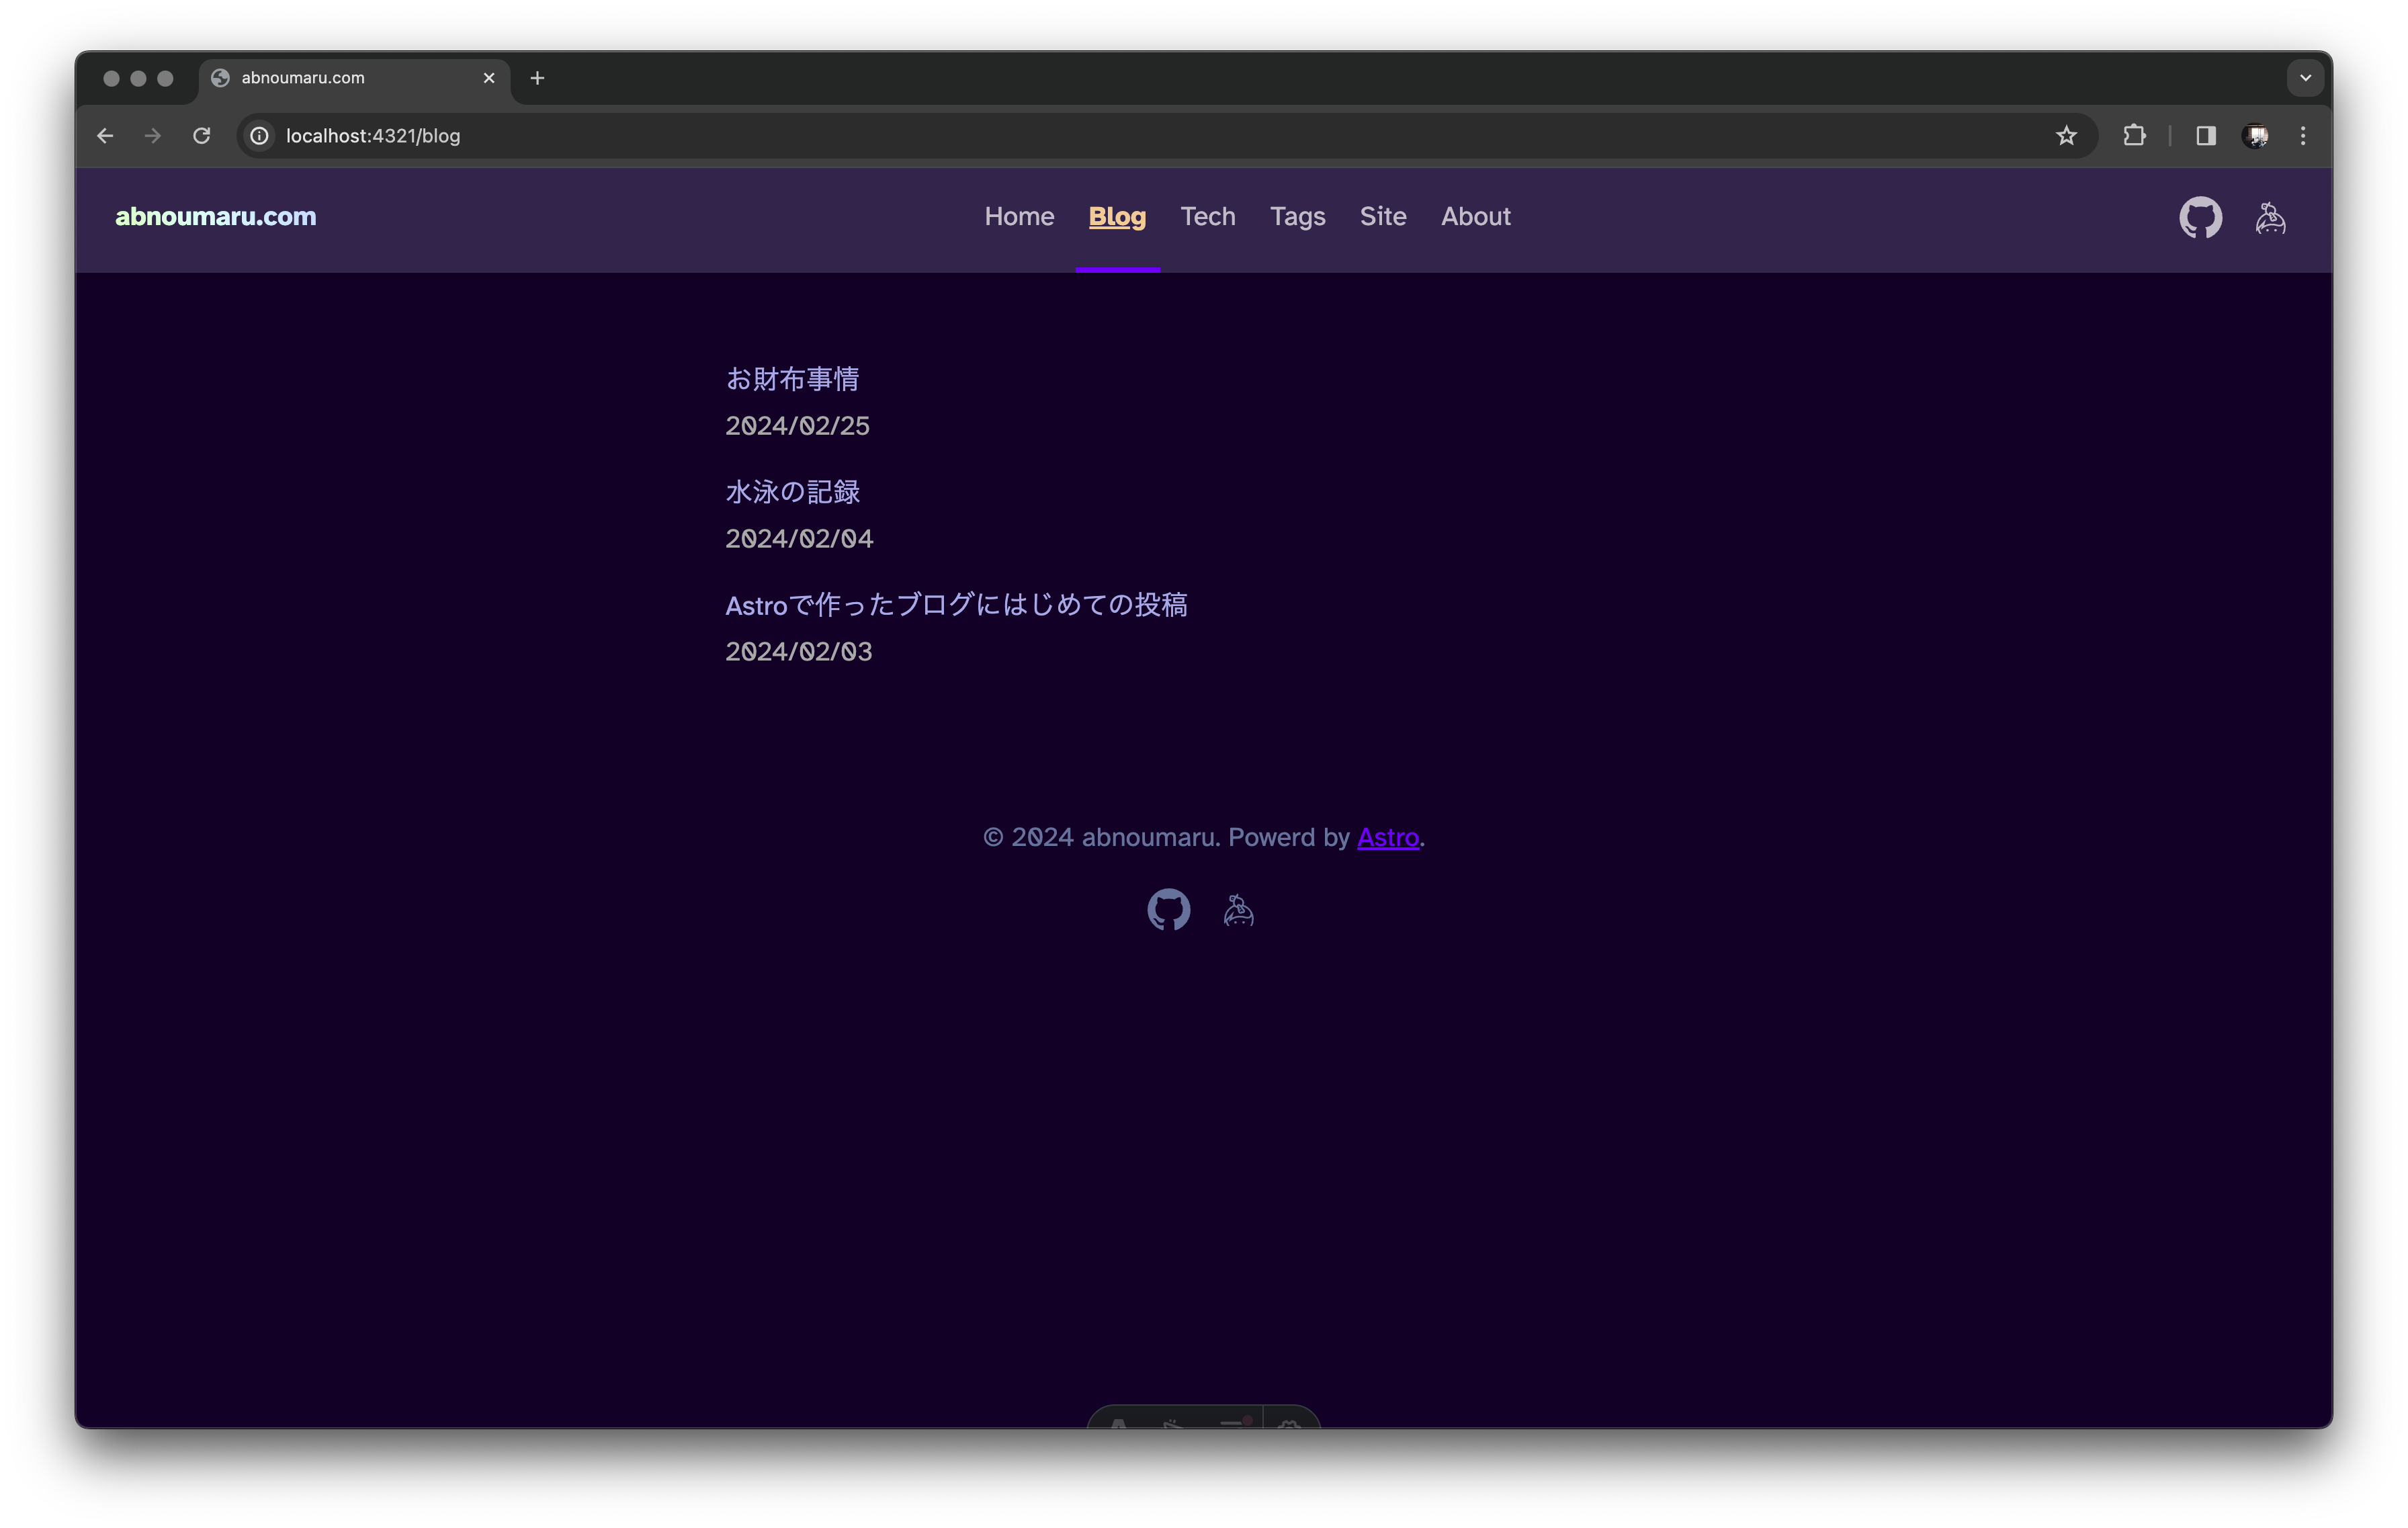 abnoumaru.com
localhost:4321/blog
abnoumaru.com
Home Blog Tech Tags Site About
お財布事情
2024/02/25
水泳の記録
2024/02/04
Astroで作ったブログにはじめての投稿
2024/02/03
© 2024 abnoumaru. Powerd by Astro.